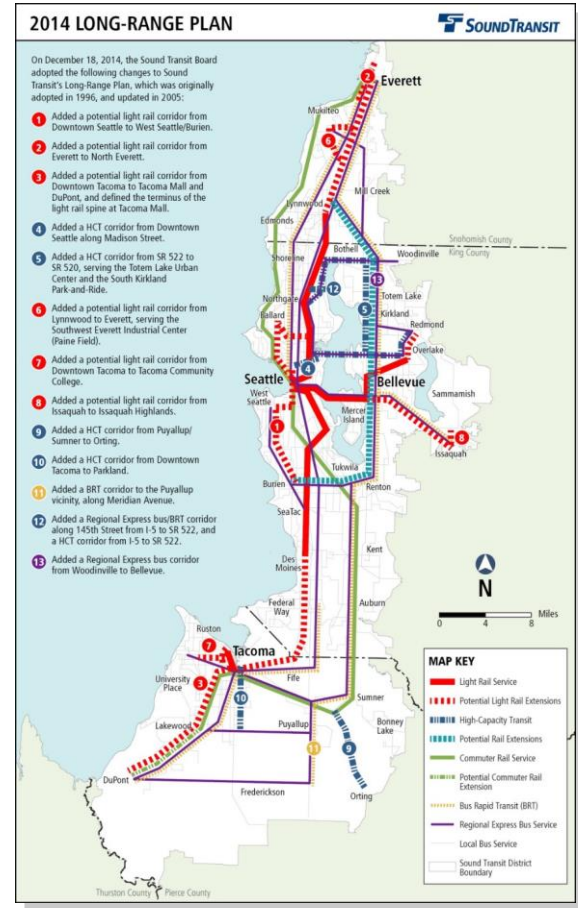 2014 LONG-RANGE PLAN
SOUNDTRANSIT
On December 18, 2014, the Sound Transit Board
adopted the following changes to Sound
Transit's Long-Range Plan, which was originally
adopted in 1996, and updated in 2005:
1 Added a potential light rail corridor from
Downtown Seattle to West Seattle/Burien.
2 Added a potential light rail corridor from
Everett to North Everett.
3 Added a potential light rail corridor from
Downtown Tacoma to Tacoma Mall and
DuPont, and defined the terminus of the
light rail spine at Tacoma Mall.
4 Added a HCT corridor from Downtown
Seattle along Madison Street.
5 Added a HCT corridor from SR 522 to
SR 520, serving the Totem Lake Urban
Center and the South Kirkland
Park-and-Ride.
6 Added a potential light rail corridor from
Lynnwood to Everett, serving the
Southwest Everett Industrial Center
(Paine Field).
7 Added a potential light rail corridor from
Downtown Tacoma to Tacoma Community
College.
8 Added a potential light rail corridor from
Issaquah to Issaquah Highlands.
9 Added a HCT corridor from Puyallup/
Sumner to Orting.
10 Added a HCT corridor from Downtown
Tacoma to Parkland.
11 Added a BRT corridor to the Puyallup
vicinity, along Meridian Avenue.
12 Added a Regional Express bus/BRT corridor
along 145th Street from I-5 to SR 522, and
a HCT corridor from I-5 to SR 522.
13 Added a Regional Express bus corridor
from Woodinville to Bellevue.
2
Everett
Mukilteo
6
Mill Creek
Lynnwood
Edmonds
Snohomish County
King County
Bothell
Woodinville
Shoreline
12
13
Totem Lake
Northgate
5
Kirkland
Ballard
Redmond
4
Overlake
Seattle
Bellevue
West
Seattle
Sammamish
Mercer
Island
1
8
Issaquah
Tukwila
Burien
Renton
SeaTac
Kent
Des
Moines
N
Federal
Way
Auburn
0 4 8 Miles
Ruston
7
Tacoma
University
Place
3
10
Fife
Sumner
Lakewood
Puyallup
Bonney
Lake
11
9
DuPont
Frederickson
Orting
Thurston County
Pierce County
MAP KEY
Light Rail Service
Potential Light Rail Extensions
High-Capacity Transit
Potential Rail Extensions
Commuter Rail Service
Potential Commuter Rail
Extension
Bus Rapid Transit (BRT)
Regional Express Bus Service
Local Bus Service
Sound Transit District
Boundary